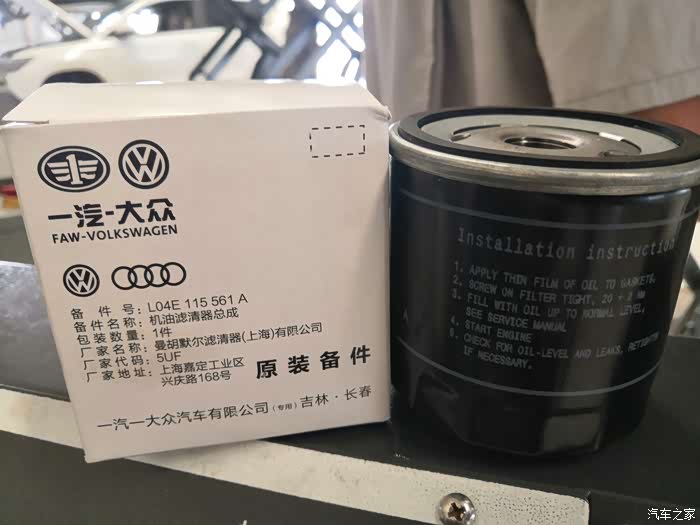 一汽-大众
FAW-VOLKSWAGEN
备 件 号: L04E 115 561 A
备件名称: 机油滤清器总成
包装数量: 1件
厂家名称: 曼胡默尔滤清器(上海)有限公司
厂家代码: 5UF
厂家地址: 上海嘉定工业区
兴庆路168号
原装备件
一汽一大众汽车有限公司(专用)吉林·长春
Installation instruction
1. APPLY THIN FILM OF OIL TO GASKETS.
2. SCREW ON FILTER TIGHT, 20 + 2 NM
3. FILL WITH OIL UP TO NORMAL LEVEL,
SEE SERVICE MANUAL
4. START ENGINE
5. CHECK FOR OIL-LEVEL AND LEAKS, RETIGHTEN
IF NECESSARY.
汽车之家